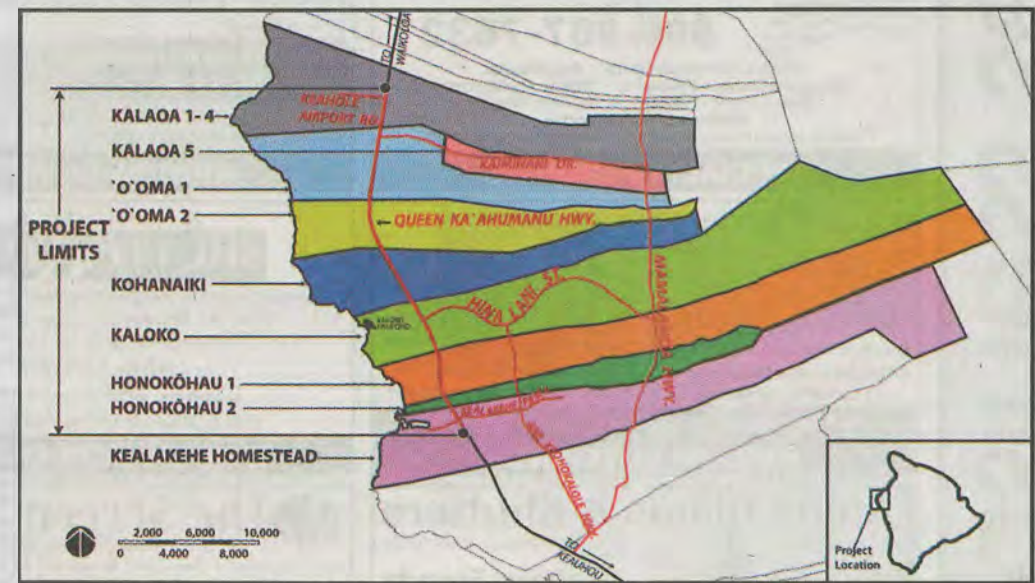 TO
WAIKOLOA
KEAHOLE
AIRPORT RD.
KALAOA 1- 4
KALAOA 5
KAIMINANI DR.
`O`OMA 1
`O`OMA 2
PROJECT
LIMITS
QUEEN KA`AHUMANU HWY.
KOHANAIKI
HINA LANI ST.
MAMALAHOA HWY.
KALOKO
HONOKŌHAU 1
HONOKŌHAU 2
KEALAKEHE HOMESTEAD
2,000 6,000 10,000
0 4,000 8,000
TO
KEAUHOU
Project
Location